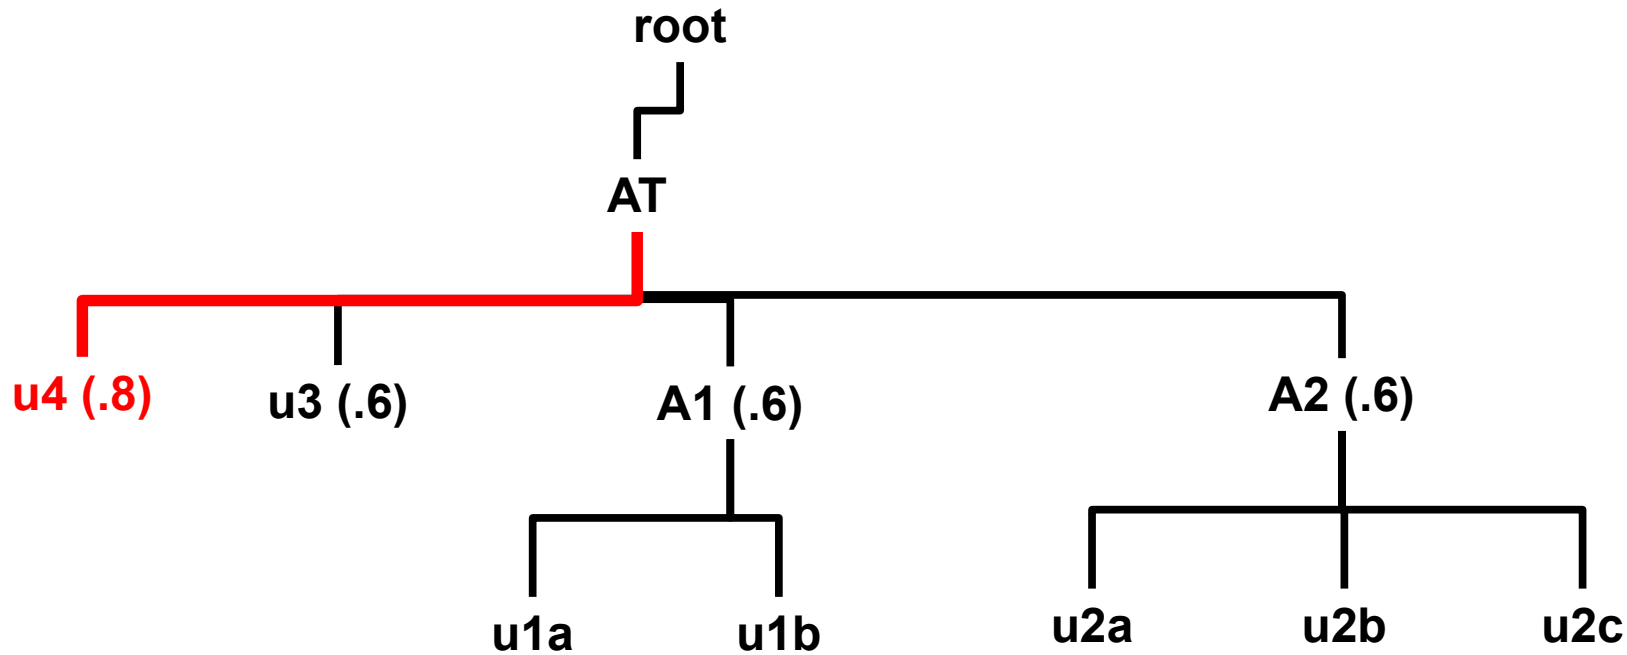 root
AT
u4 (.8)
u3 (.6)
A1 (.6)
A2 (.6)
u1a
u1b
u2a
u2b
u2c